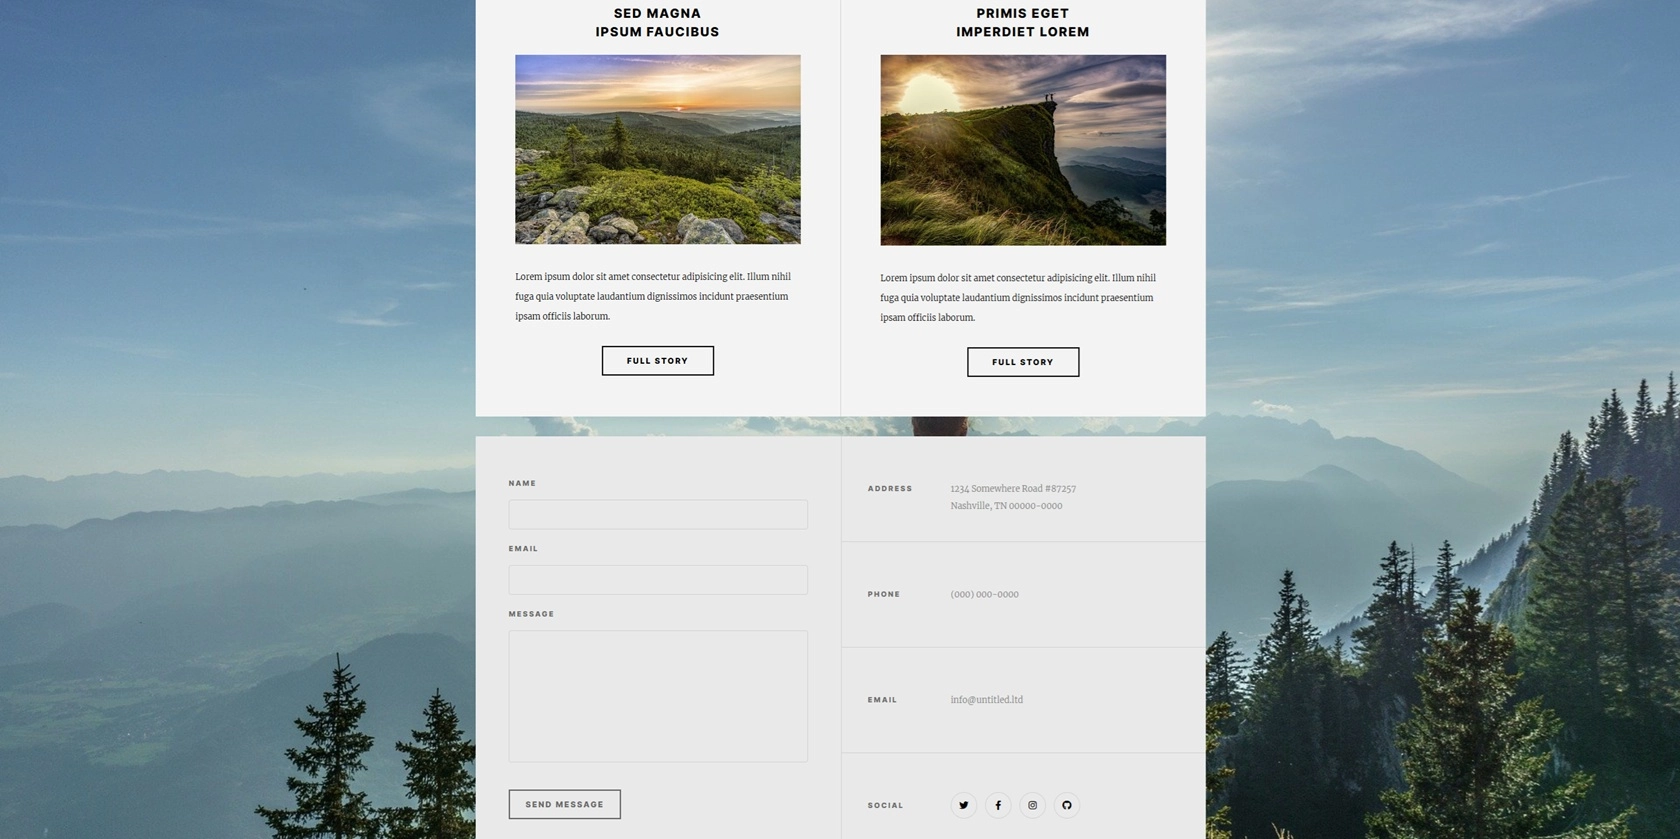 SED MAGNA
IPSUM FAUCIBUS
Lorem ipsum dolor sit amet consectetur adipisicing elit. Illum nihil
fuga quia voluptate laudantium dignissimos incidunt praesentium
ipsam officiis laborum.
FULL STORY
PRIMIS EGET
IMPERDIET LOREM
Lorem ipsum dolor sit amet consectetur adipisicing elit. Illum nihil
fuga quia voluptate laudantium dignissimos incidunt praesentium
ipsam officiis laborum.
FULL STORY
NAME
EMAIL
MESSAGE
SEND MESSAGE
ADDRESS
1234 Somewhere Road #87257
Nashville, TN 00000-0000
PHONE
(000) 000-0000
EMAIL
info@untitled.ltd
SOCIAL